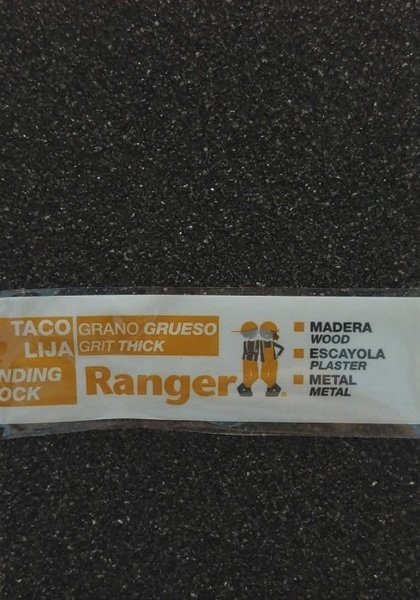 TACO
LIJA
NDING
OCK
GRANO GRUESO
GRIT THICK
Ranger
MADERA
WOOD
ESCAYOLA
PLASTER
METAL
METAL